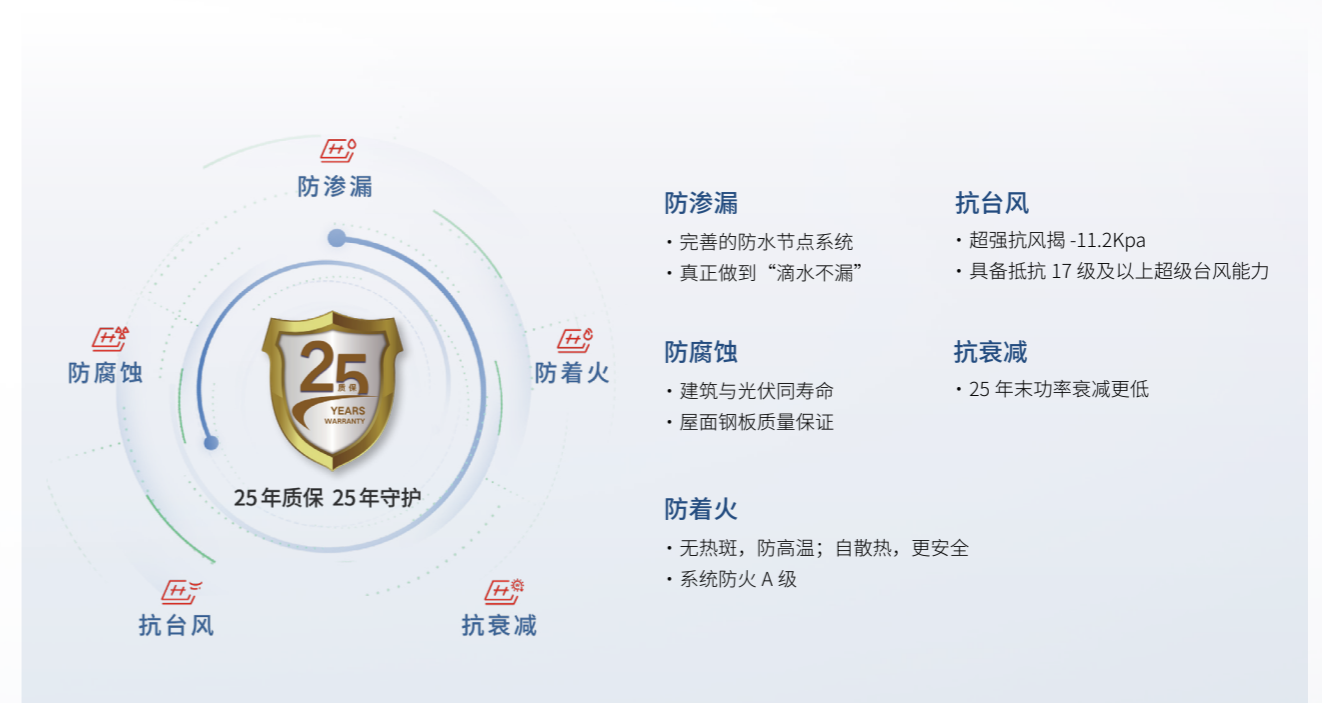 防渗漏
防腐蚀
防着火
25
质保
YEARS
WARRANTY
25年质保 25年守护
抗台风
抗衰减
防渗漏
·完善的防水节点系统
·真正做到“滴水不漏”
抗台风
·超强抗风揭 -11.2Kpa
·具备抵抗 17 级及以上超级台风能力
防腐蚀
·建筑与光伏同寿命
·屋面钢板质量保证
抗衰减
·25 年末功率衰减更低
防着火
·无热斑，防高温；自散热，更安全
·系统防火 A 级